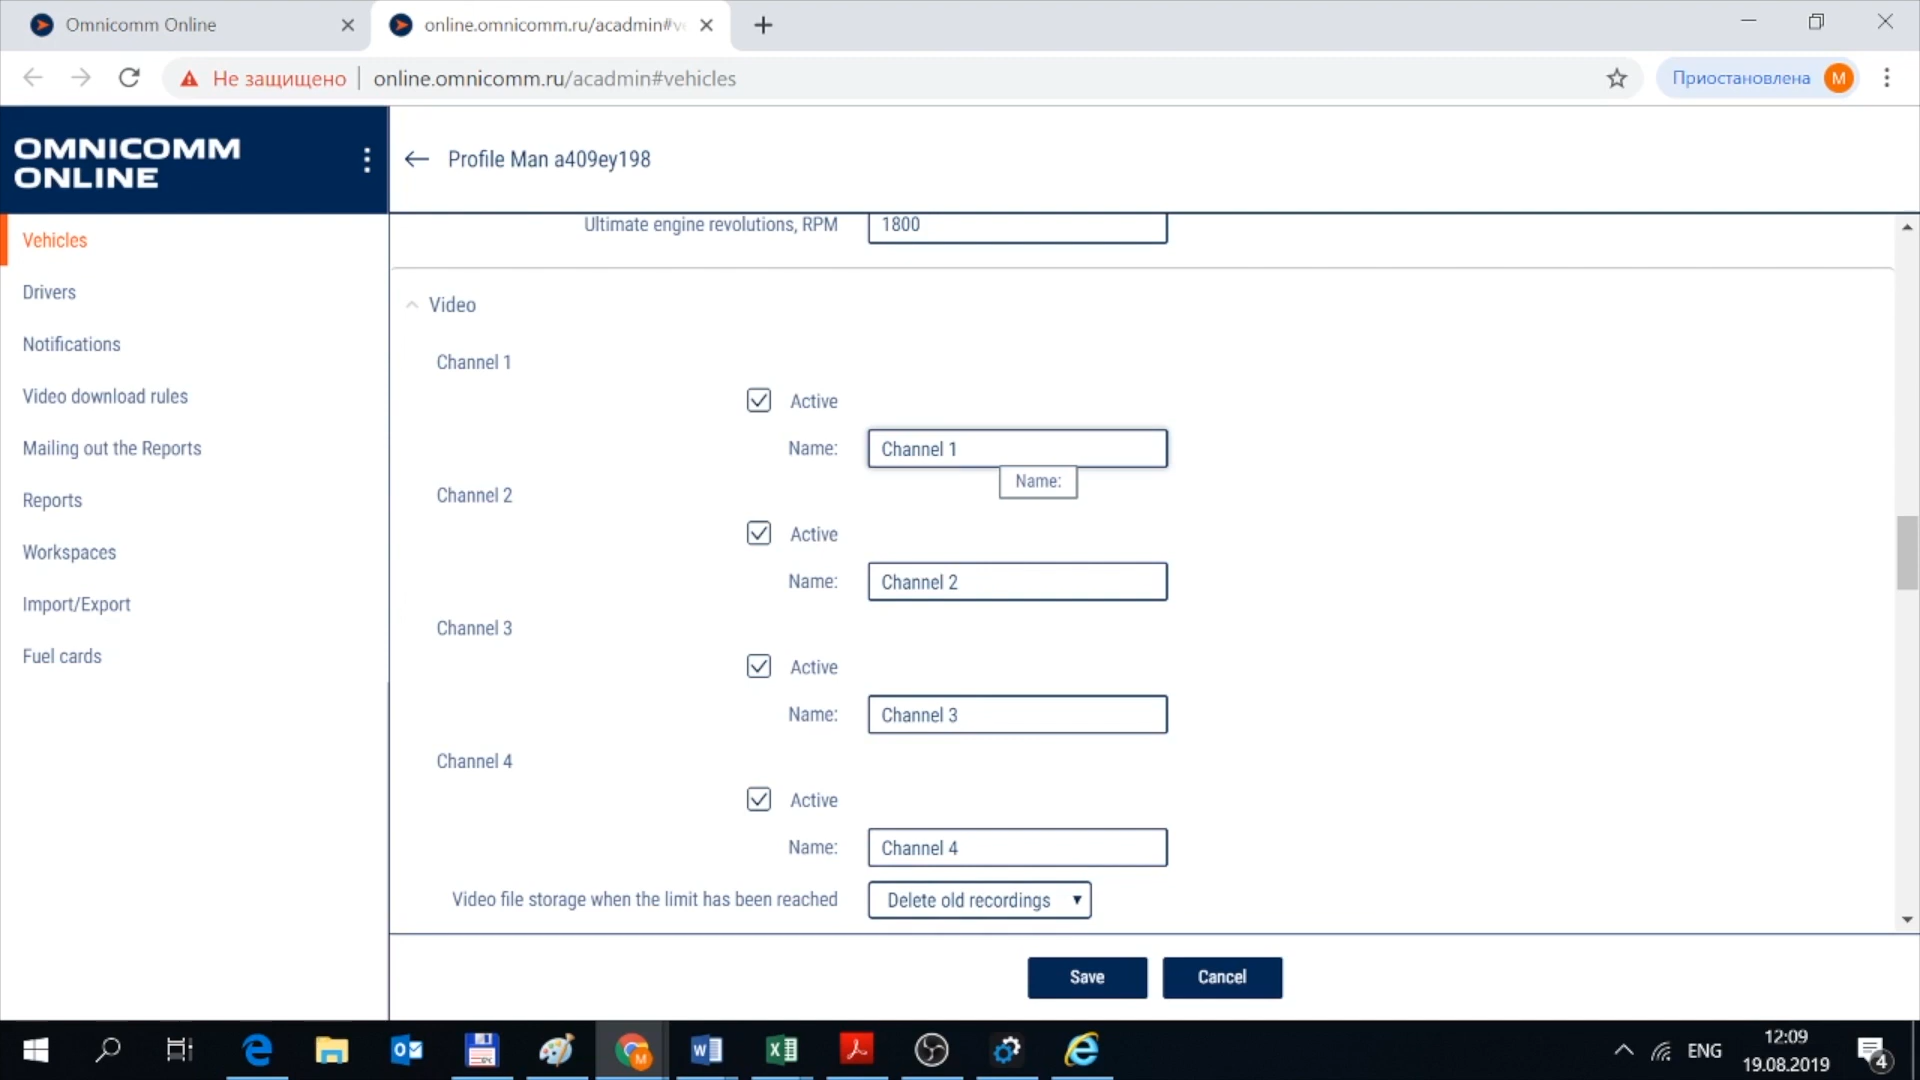 Omnicomm Online
online.omnicomm.ru/acadmin#ve
Не защищено
online.omnicomm.ru/acadmin#vehicles
Приостановлена
M
OMNICOMM
ONLINE
Profile Man a409ey198
Vehicles
Drivers
Notifications
Video download rules
Mailing out the Reports
Reports
Workspaces
Import/Export
Fuel cards
Ultimate engine revolutions, RPM 1800
Video
Channel 1
Active
Name: Channel 1
Name:
Channel 2
Active
Name: Channel 2
Channel 3
Active
Name: Channel 3
Channel 4
Active
Name: Channel 4
Video file storage when the limit has been reached Delete old recordings
Save Cancel
ENG
12:09
19.08.2019
4